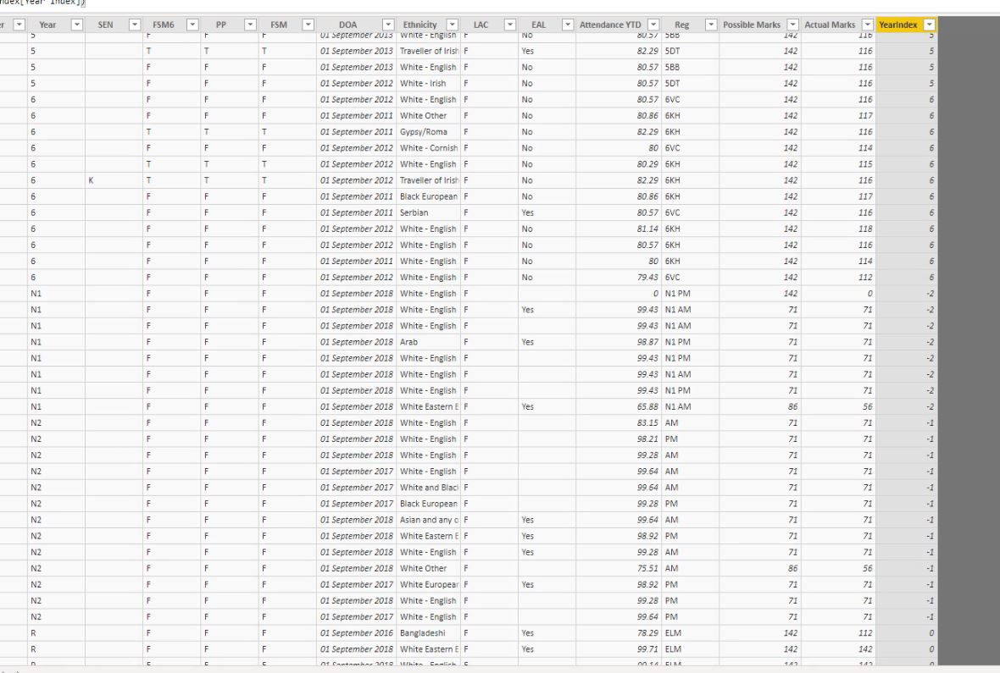 ndex[Year Index])
r Year SEN FSM6 PP FSM DOA Ethnicity LAC EAL Attendance YTD Reg Possible Marks Actual Marks YearIndex
5 F F F 01 September 2013 White - English F No 80.57 5BB 142 116 5
5 T T T 01 September 2013 Traveller of Irish F Yes 82.29 5DT 142 116 5
5 F F F 01 September 2013 White - English F No 80.57 5BB 142 116 5
5 F F F 01 September 2012 White - Irish F No 80.57 5DT 142 116 5
6 F F F 01 September 2012 White - English F No 80.57 6VC 142 116 6
6 F F F 01 September 2011 White Other F No 80.86 6KH 142 117 6
6 T T T 01 September 2011 Gypsy/Roma F No 82.29 6KH 142 116 6
6 F F F 01 September 2012 White - Cornish F No 80 6VC 142 114 6
6 T T T 01 September 2012 White - English F No 80.29 6KH 142 115 6
6 K T T T 01 September 2012 Traveller of Irish F No 82.29 6KH 142 116 6
6 F F F 01 September 2011 Black European F No 80.86 6KH 142 117 6
6 F F F 01 September 2011 Serbian F Yes 80.57 6VC 142 116 6
6 F F F 01 September 2012 White - English F No 81.14 6KH 142 118 6
6 F F F 01 September 2012 White - English F No 80.57 6KH 142 116 6
6 F F F 01 September 2011 White - English F No 80 6KH 142 114 6
6 F F F 01 September 2012 White - English F No 79.43 6VC 142 112 6
N1 F F F 01 September 2018 White - English F 0 N1 PM 142 0 -2
N1 F F F 01 September 2018 White - English F Yes 99.43 N1 AM 71 71 -2
N1 F F F 01 September 2018 White - English F 99.43 N1 AM 71 71 -2
N1 F F F 01 September 2018 Arab F Yes 98.87 N1 PM 71 71 -2
N1 F F F 01 September 2018 White - English F 99.43 N1 PM 71 71 -2
N1 F F F 01 September 2018 White - English F 99.43 N1 AM 71 71 -2
N1 F F F 01 September 2018 White - English F 99.43 N1 PM 71 71 -2
N1 F F F 01 September 2018 White Eastern E F Yes 65.88 N1 AM 86 56 -2
N2 F F F 01 September 2018 White - English F 83.15 AM 71 71 -1
N2 F F F 01 September 2018 White - English F 98.21 PM 71 71 -1
N2 F F F 01 September 2018 White - English F 99.28 AM 71 71 -1
N2 F F F 01 September 2017 White - English F 99.64 AM 71 71 -1
N2 F F F 01 September 2017 White and Blac F 99.64 AM 71 71 -1
N2 F F F 01 September 2017 Black European F 99.28 PM 71 71 -1
N2 F F F 01 September 2018 Asian and any o F Yes 99.64 AM 71 71 -1
N2 F F F 01 September 2018 White Eastern E F Yes 98.92 PM 71 71 -1
N2 F F F 01 September 2018 White - English F Yes 99.28 AM 71 71 -1
N2 F F F 01 September 2018 White Other F 75.51 AM 86 56 -1
N2 F F F 01 September 2017 White European F Yes 98.92 PM 71 71 -1
N2 F F F 01 September 2018 White - English F 99.28 PM 71 71 -1
N2 F F F 01 September 2017 White - English F 99.64 PM 71 71 -1
R F F F 01 September 2016 Bangladeshi F Yes 78.29 ELM 142 112 0
R F F F 01 September 2018 White Eastern E F Yes 99.71 ELM 142 142 0
R F F F 01 September 2018 White - English F 99.14 ELM 142 142 0